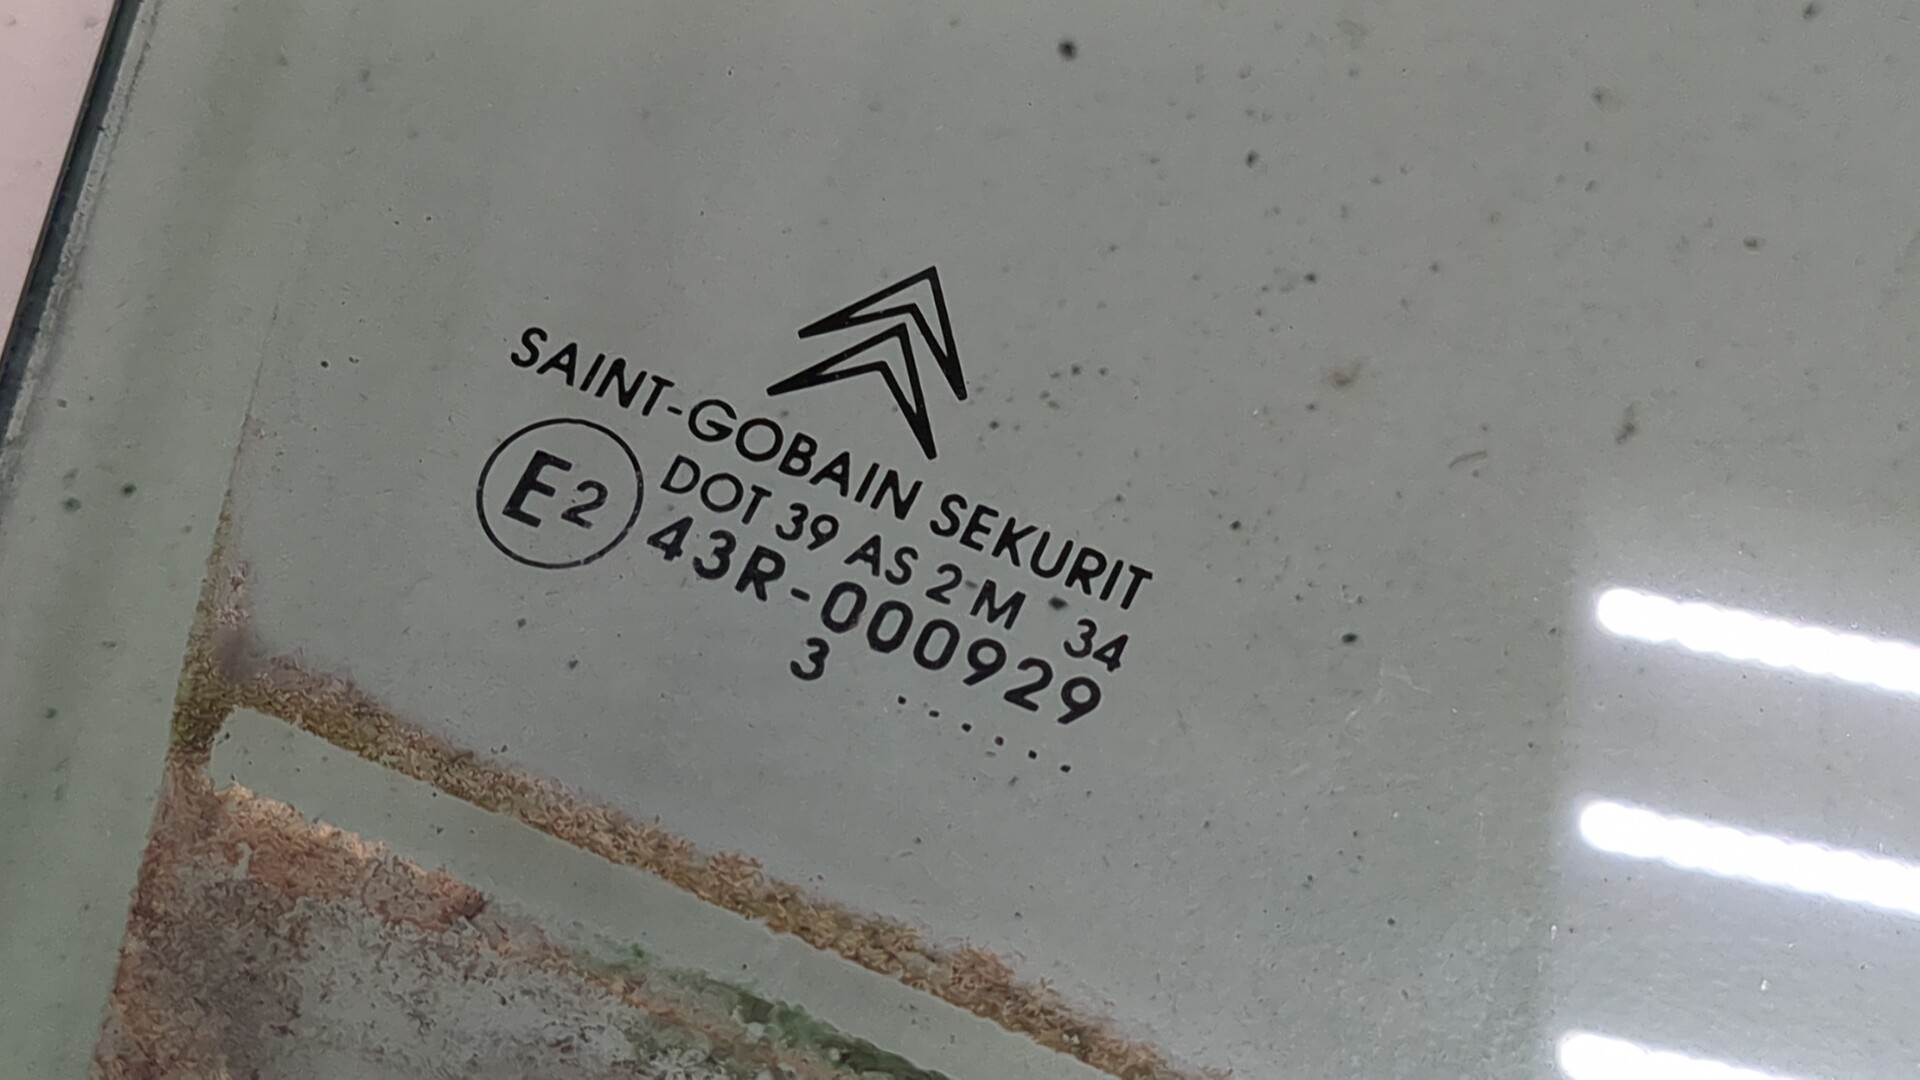 SAINT-GOBAIN SEKURIT
E2
DOT 39 AS 2 M 34
43R-000929
3 ......